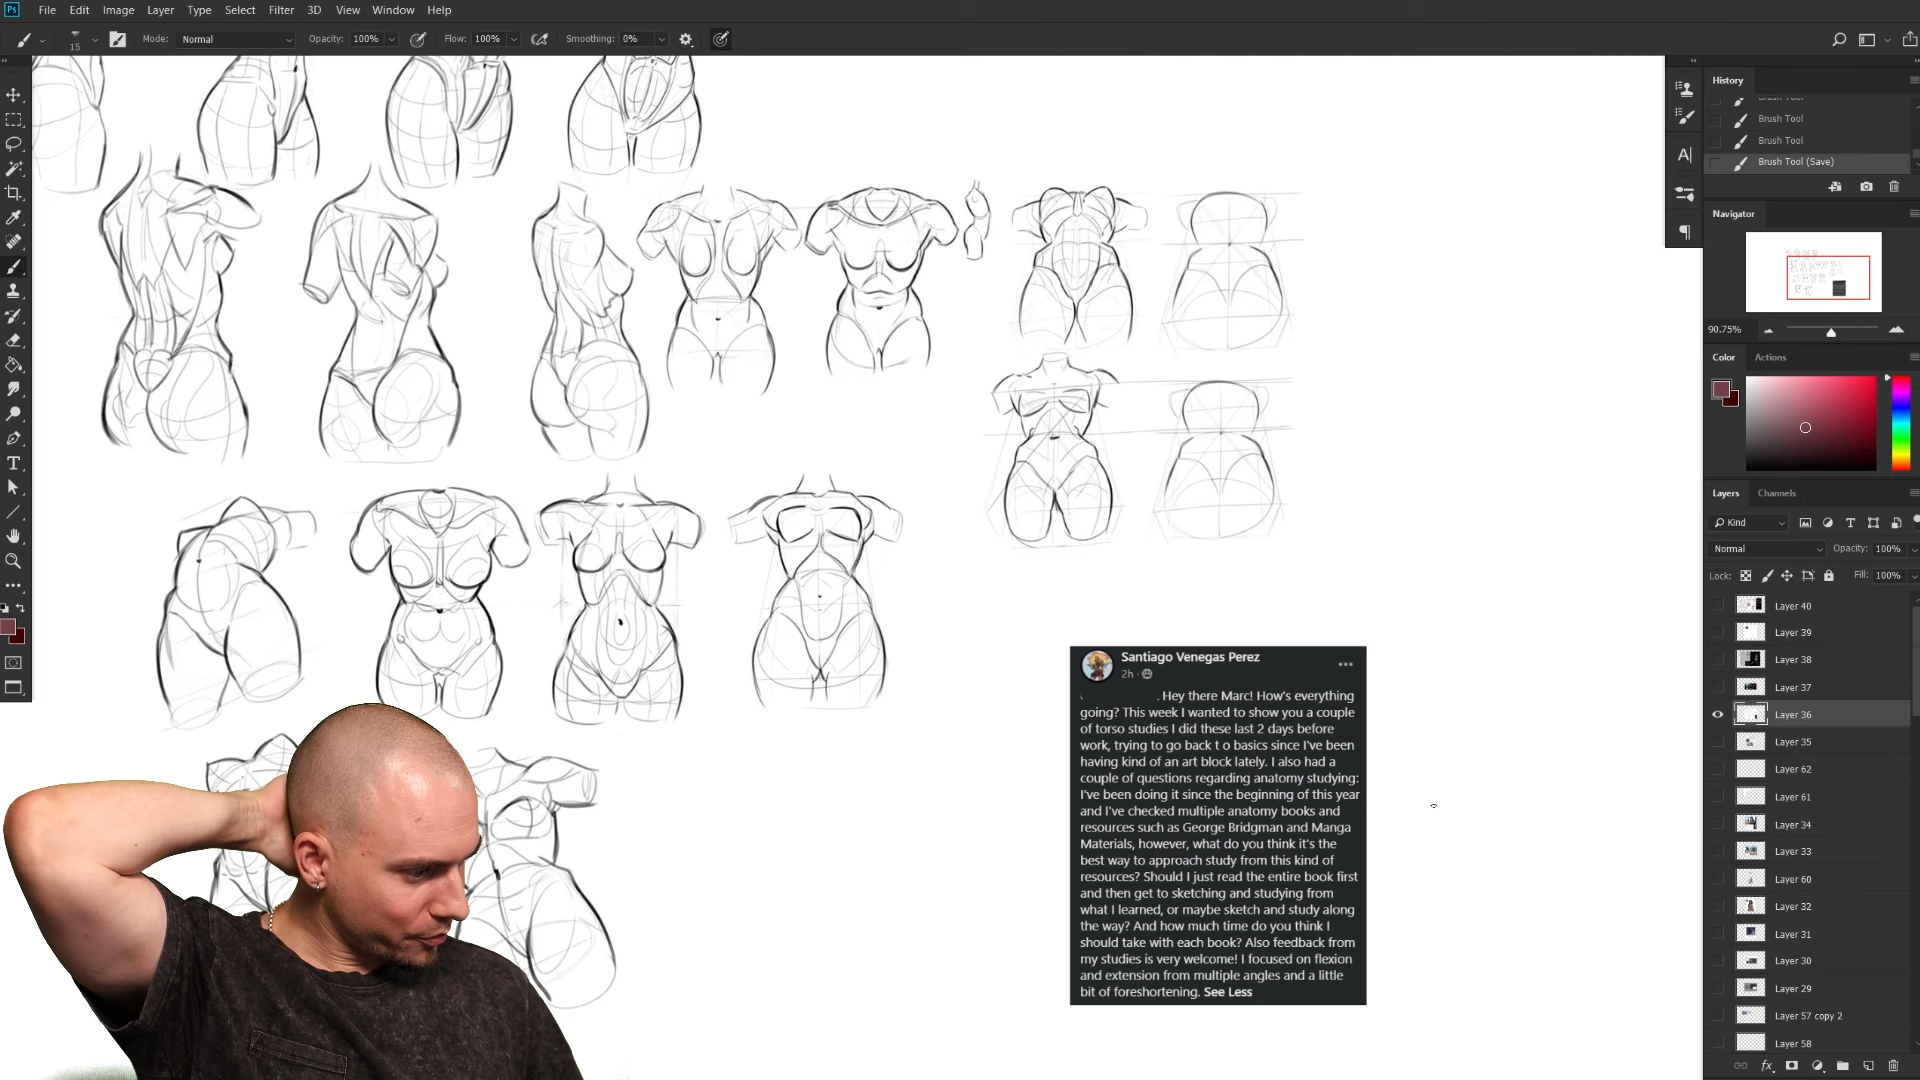 File Edit Image Layer Type Select Filter 3D View Window Help
15 Mode: Normal Opacity: 100% Flow: 100% Smoothing: 0%
History
Brush Tool
Brush Tool
Brush Tool
Brush Tool (Save)
Navigator
90.75%
Color Actions
Layers Channels
Kind
Normal Opacity: 100%
Lock: Fill: 100%
Layer 40
Layer 39
Layer 38
Layer 37
Layer 36
Layer 35
Layer 62
Layer 61
Layer 34
Layer 33
Layer 60
Layer 32
Layer 31
Layer 30
Layer 29
Layer 57 copy 2
Layer 58
Santiago Venegas Perez
2h
. Hey there Marc! How's everything
going? This week I wanted to show you a couple
of torso studies I did these last 2 days before
work, trying to go back t o basics since I've been
having kind of an art block lately. I also had a
couple of questions regarding anatomy studying:
I've been doing it since the beginning of this year
and I've checked multiple anatomy books and
resources such as George Bridgman and Manga
Materials, however, what do you think it's the
best way to approach study from this kind of
resources? Should I just read the entire book first
and then get to sketching and studying from
what I learned, or maybe sketch and study along
the way? And how much time do you think I
should take with each book? Also feedback from
my studies is very welcome! I focused on flexion
and extension from multiple angles and a little
bit of foreshortening. See Less